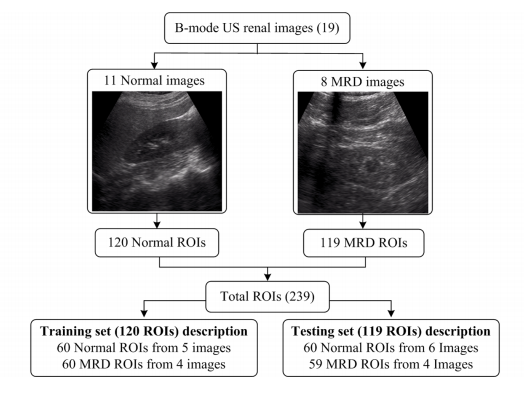 B-mode US renal images (19)
11 Normal images
8 MRD images
120 Normal ROIs
119 MRD ROIs
Total ROIs (239)
Training set (120 ROIs) description
60 Normal ROIs from 5 images
60 MRD ROIs from 4 images
Testing set (119 ROIs) description
60 Normal ROIs from 6 Images
59 MRD ROIs from 4 Images